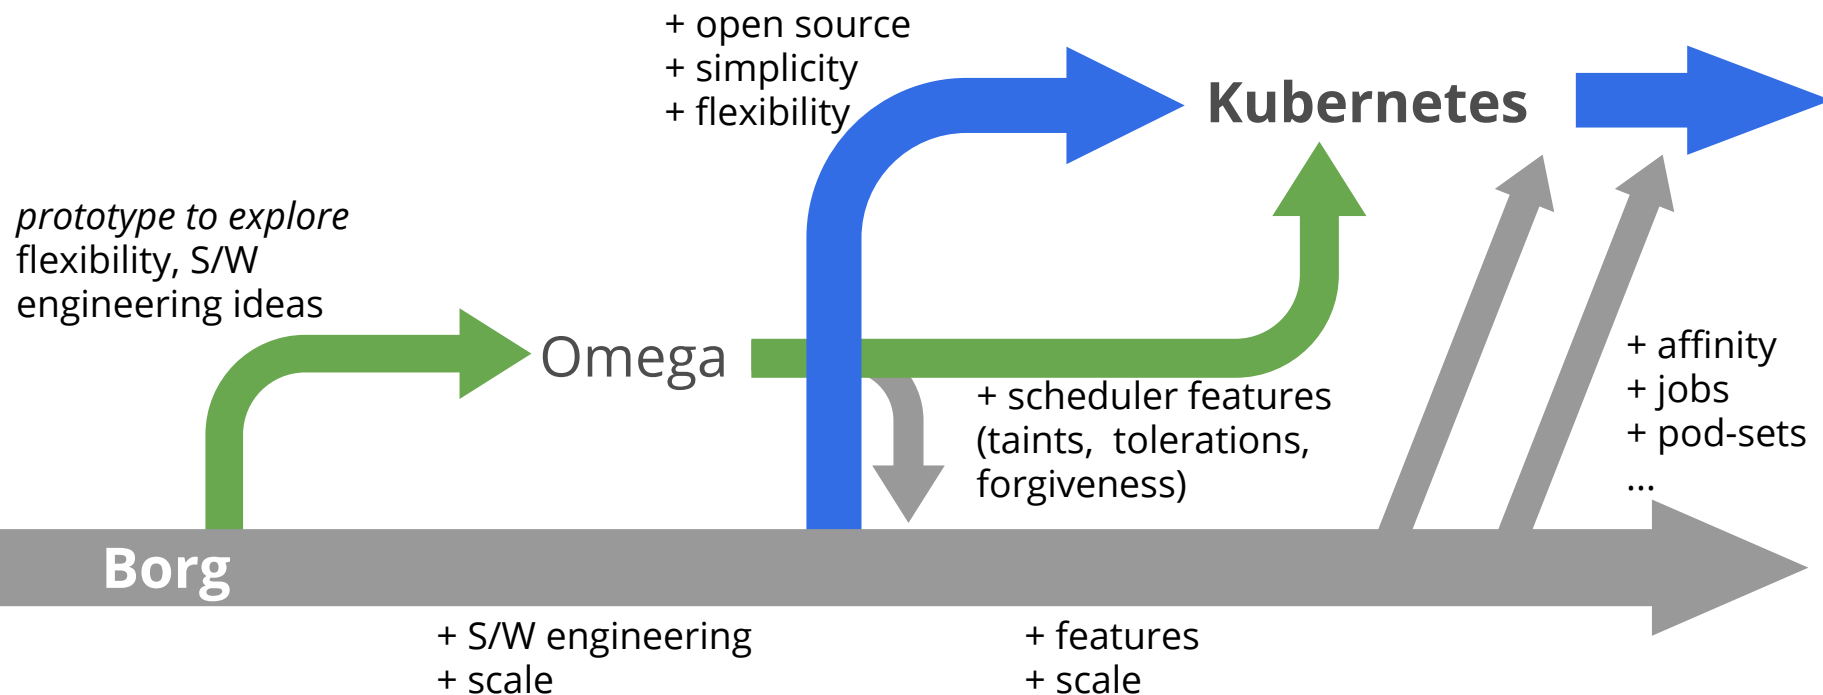 + open source
+ simplicity
+ flexibility
Kubernetes
prototype to explore
flexibility, S/W
engineering ideas
Omega
+ scheduler features
(taints,  tolerations,
forgiveness)
+ affinity
+ jobs
+ pod-sets
...
Borg
+ S/W engineering
+ scale
+ features
+ scale